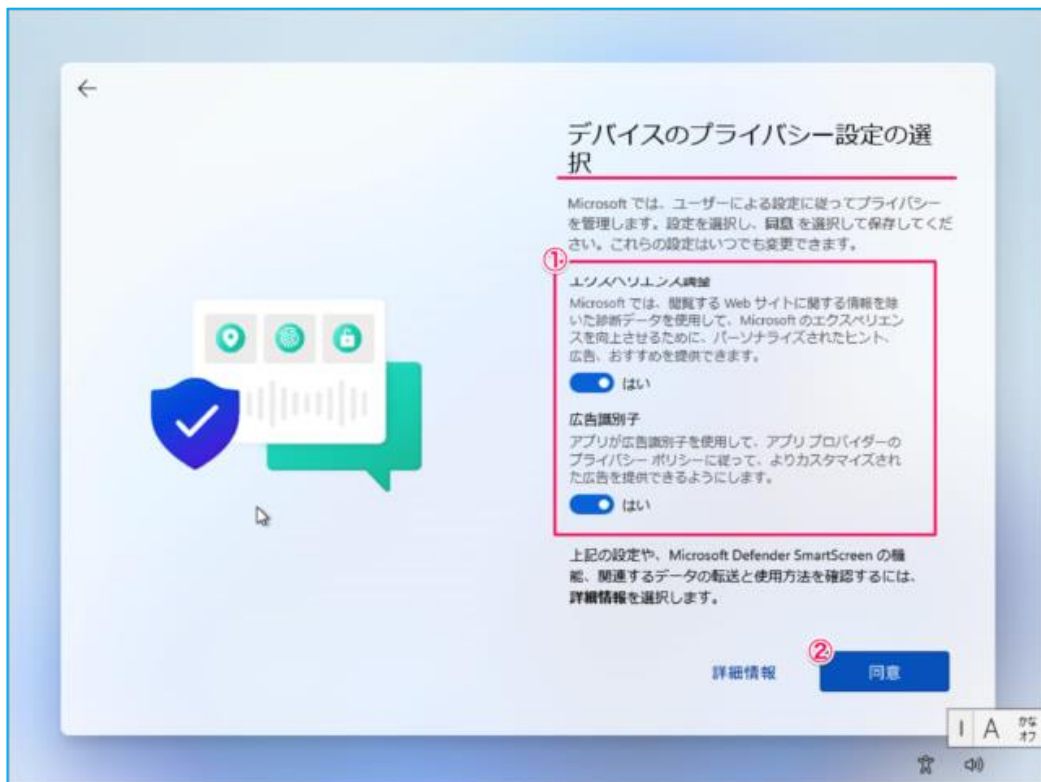 デバイスのプライバシー設定の選
択
Microsoft では、ユーザーによる設定に従ってプライバシー
を管理します。設定を選択し、同意 を選択して保存してくだ
さい。これらの設定はいつでも変更できます。
①
エクスペリエンス調整
Microsoft では、閲覧する Web サイトに関する情報を除
いた診断データを使用して、Microsoft のエクスペリエン
スを向上させるために、パーソナライズされたヒント、
広告、おすすめを提供できます。
はい
広告識別子
アプリが広告識別子を使用して、アプリ プロバイダーの
プライバシー ポリシーに従って、よりカスタマイズされ
た広告を提供できるようにします。
はい
上記の設定や、Microsoft Defender SmartScreen の機
能、関連するデータの転送と使用方法を確認するには、
詳細情報を選択します。
詳細情報
②
同意
A
かな
オフ